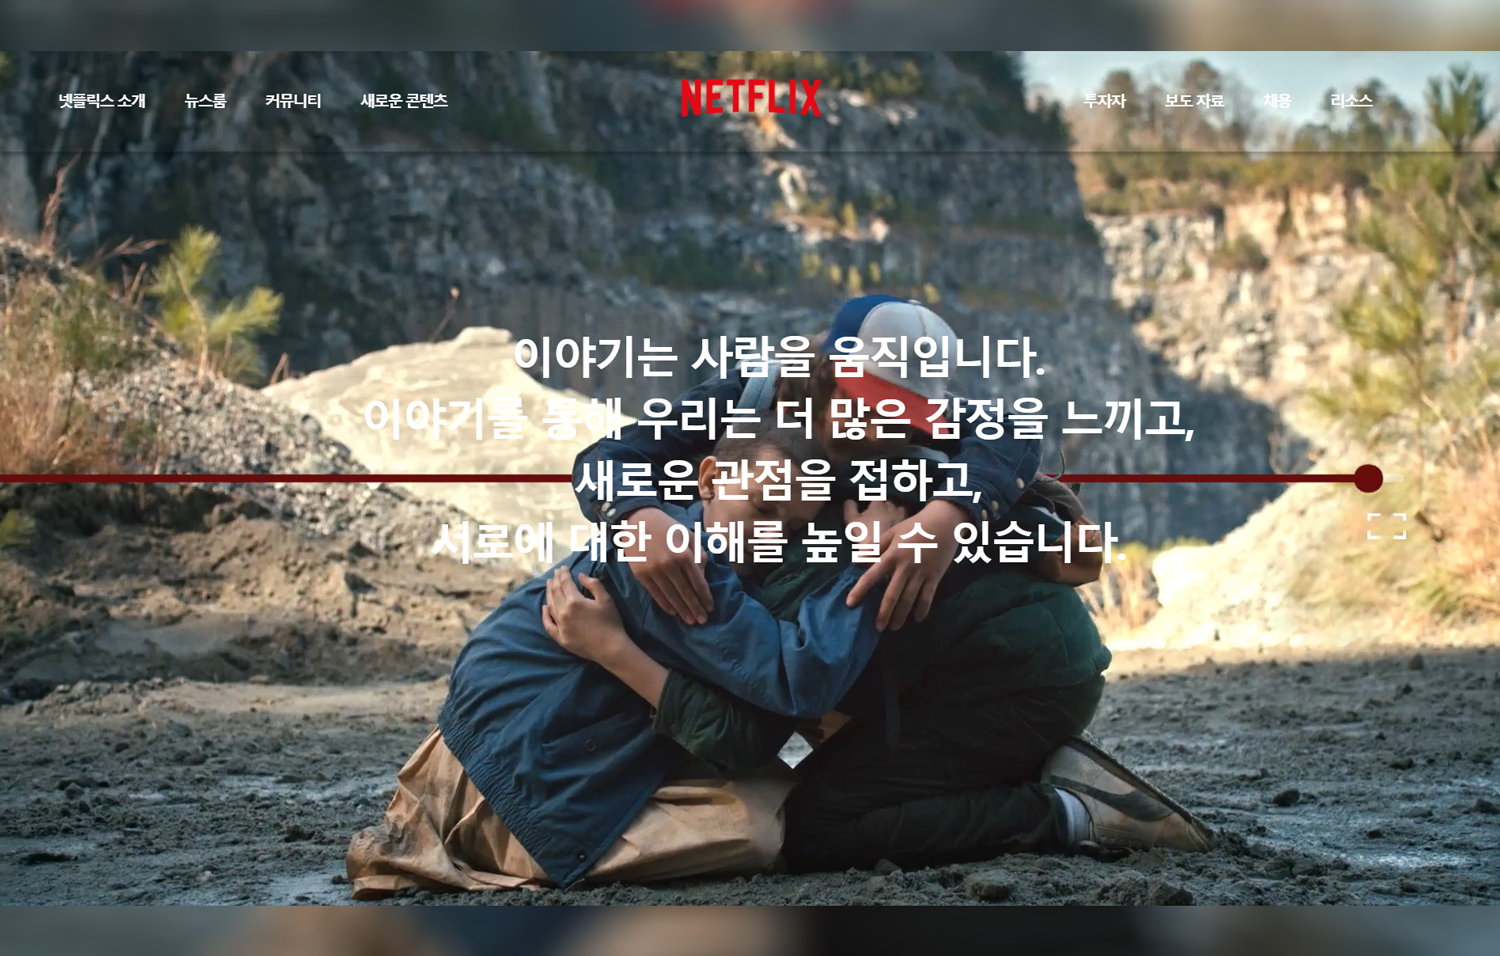 넷플릭스 소개
뉴스룸
커뮤니티
새로운 콘텐츠
NETFLIX
투자자
보도 자료
채용
리소스
이야기는 사람을 움직입니다.
이야기를 통해 우리는 더 많은 감정을 느끼고,
새로운 관점을 접하고,
서로에 대한 이해를 높일 수 있습니다.